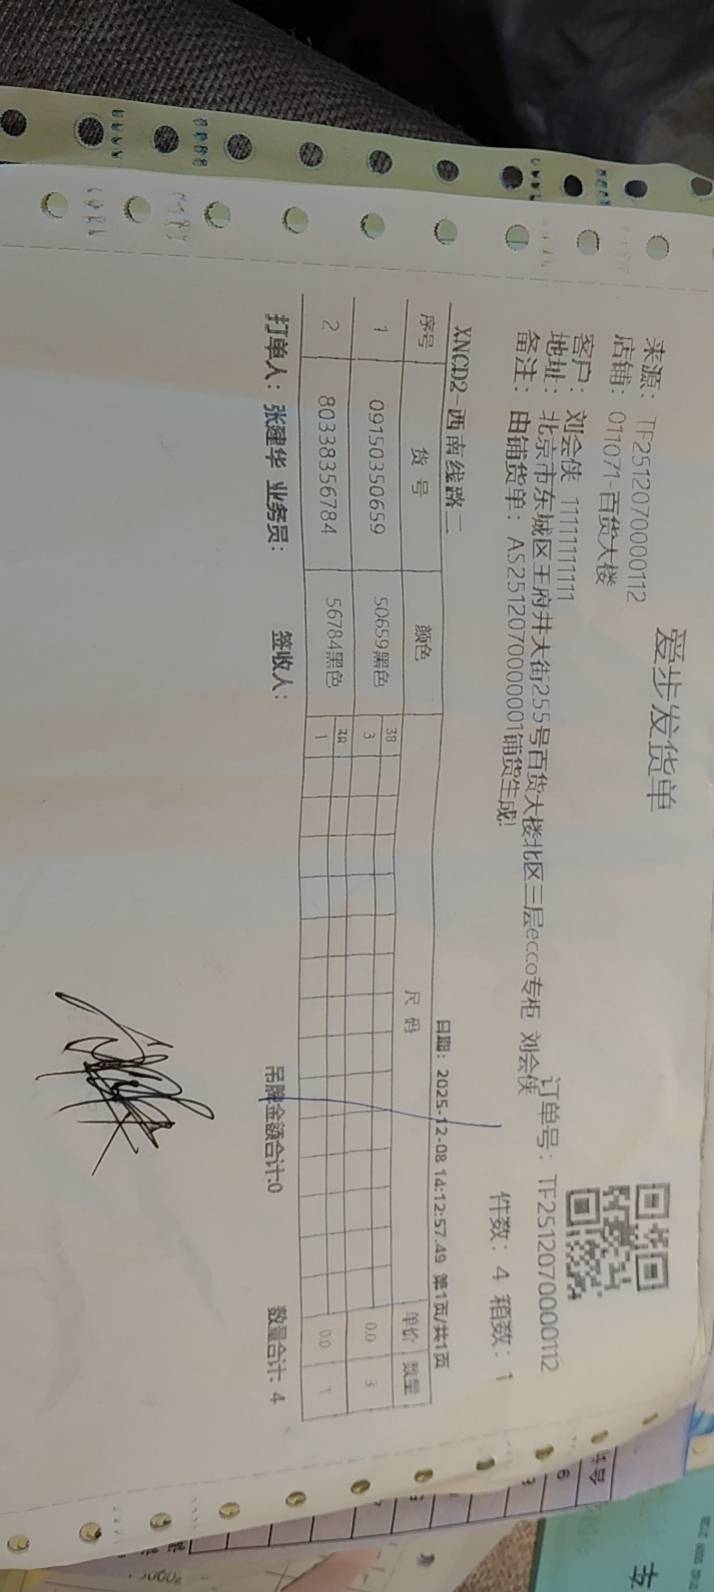 爱步发货单
来源：TF2512070000112
订单号：TF2512070000112
店铺：011071-百货大楼
客户：刘会侠 11111111111
地址：北京市东城区王府井大街255号百货大楼北区三层ecco专柜 刘会侠
备注：由铺货单：AS2512070000001铺货生成!
件数：4 箱数：1
XNCD2-西南线路二
日期：2025-12-08 14:12:57.49 第1页/共1页
序号 货号 颜色 尺码 单价 数量
38
1 09150350659 50659黑色 3 0.0 3
38
2 80338356784 56784黑色 1 0.0 1
打单人：张建华 业务员： 签收人： 吊牌金额合计:0 数量合计: 4